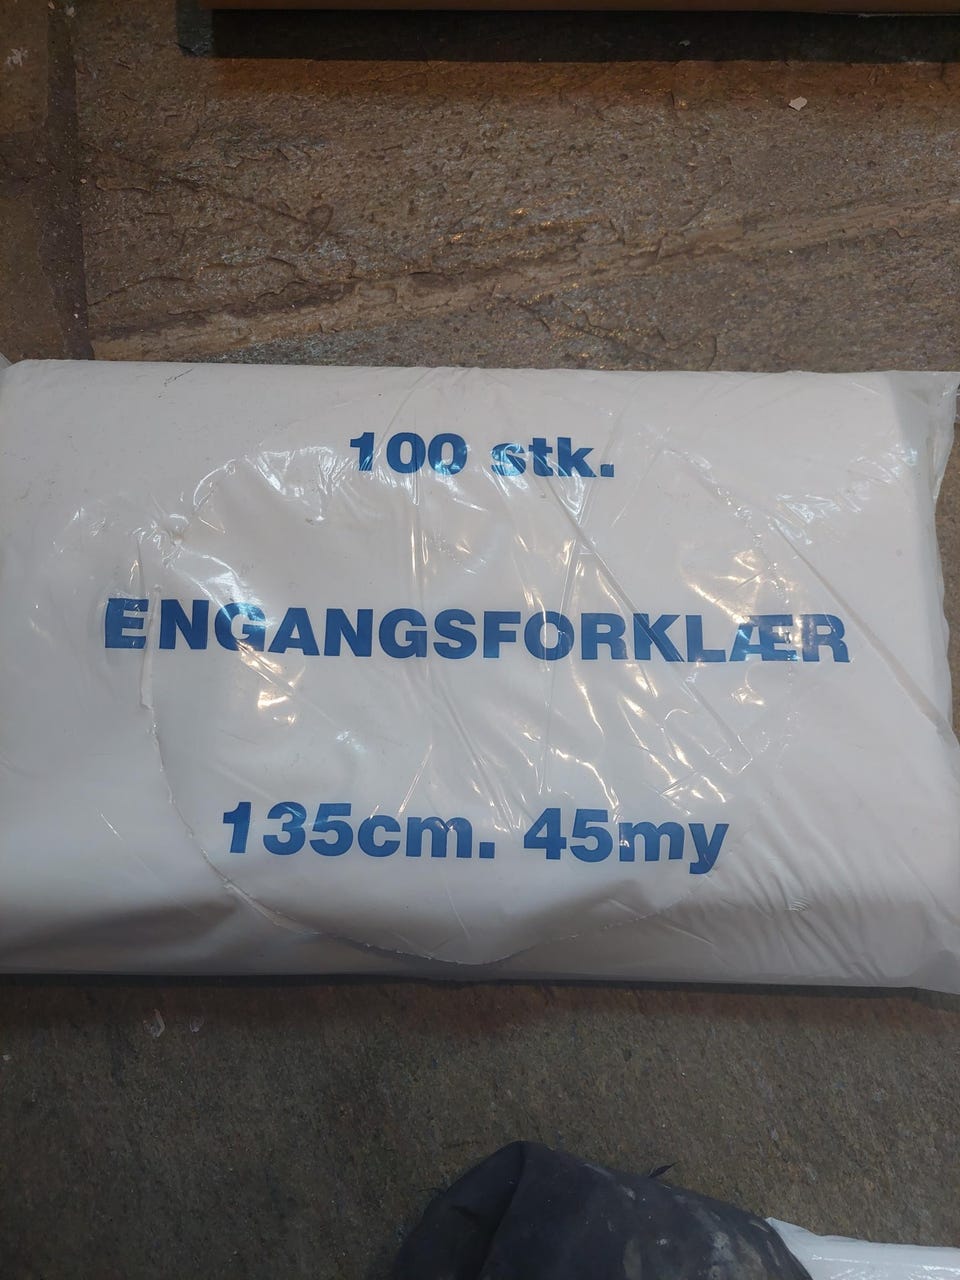 100 stk.
ENGANGSFORKLÆR
135cm. 45my